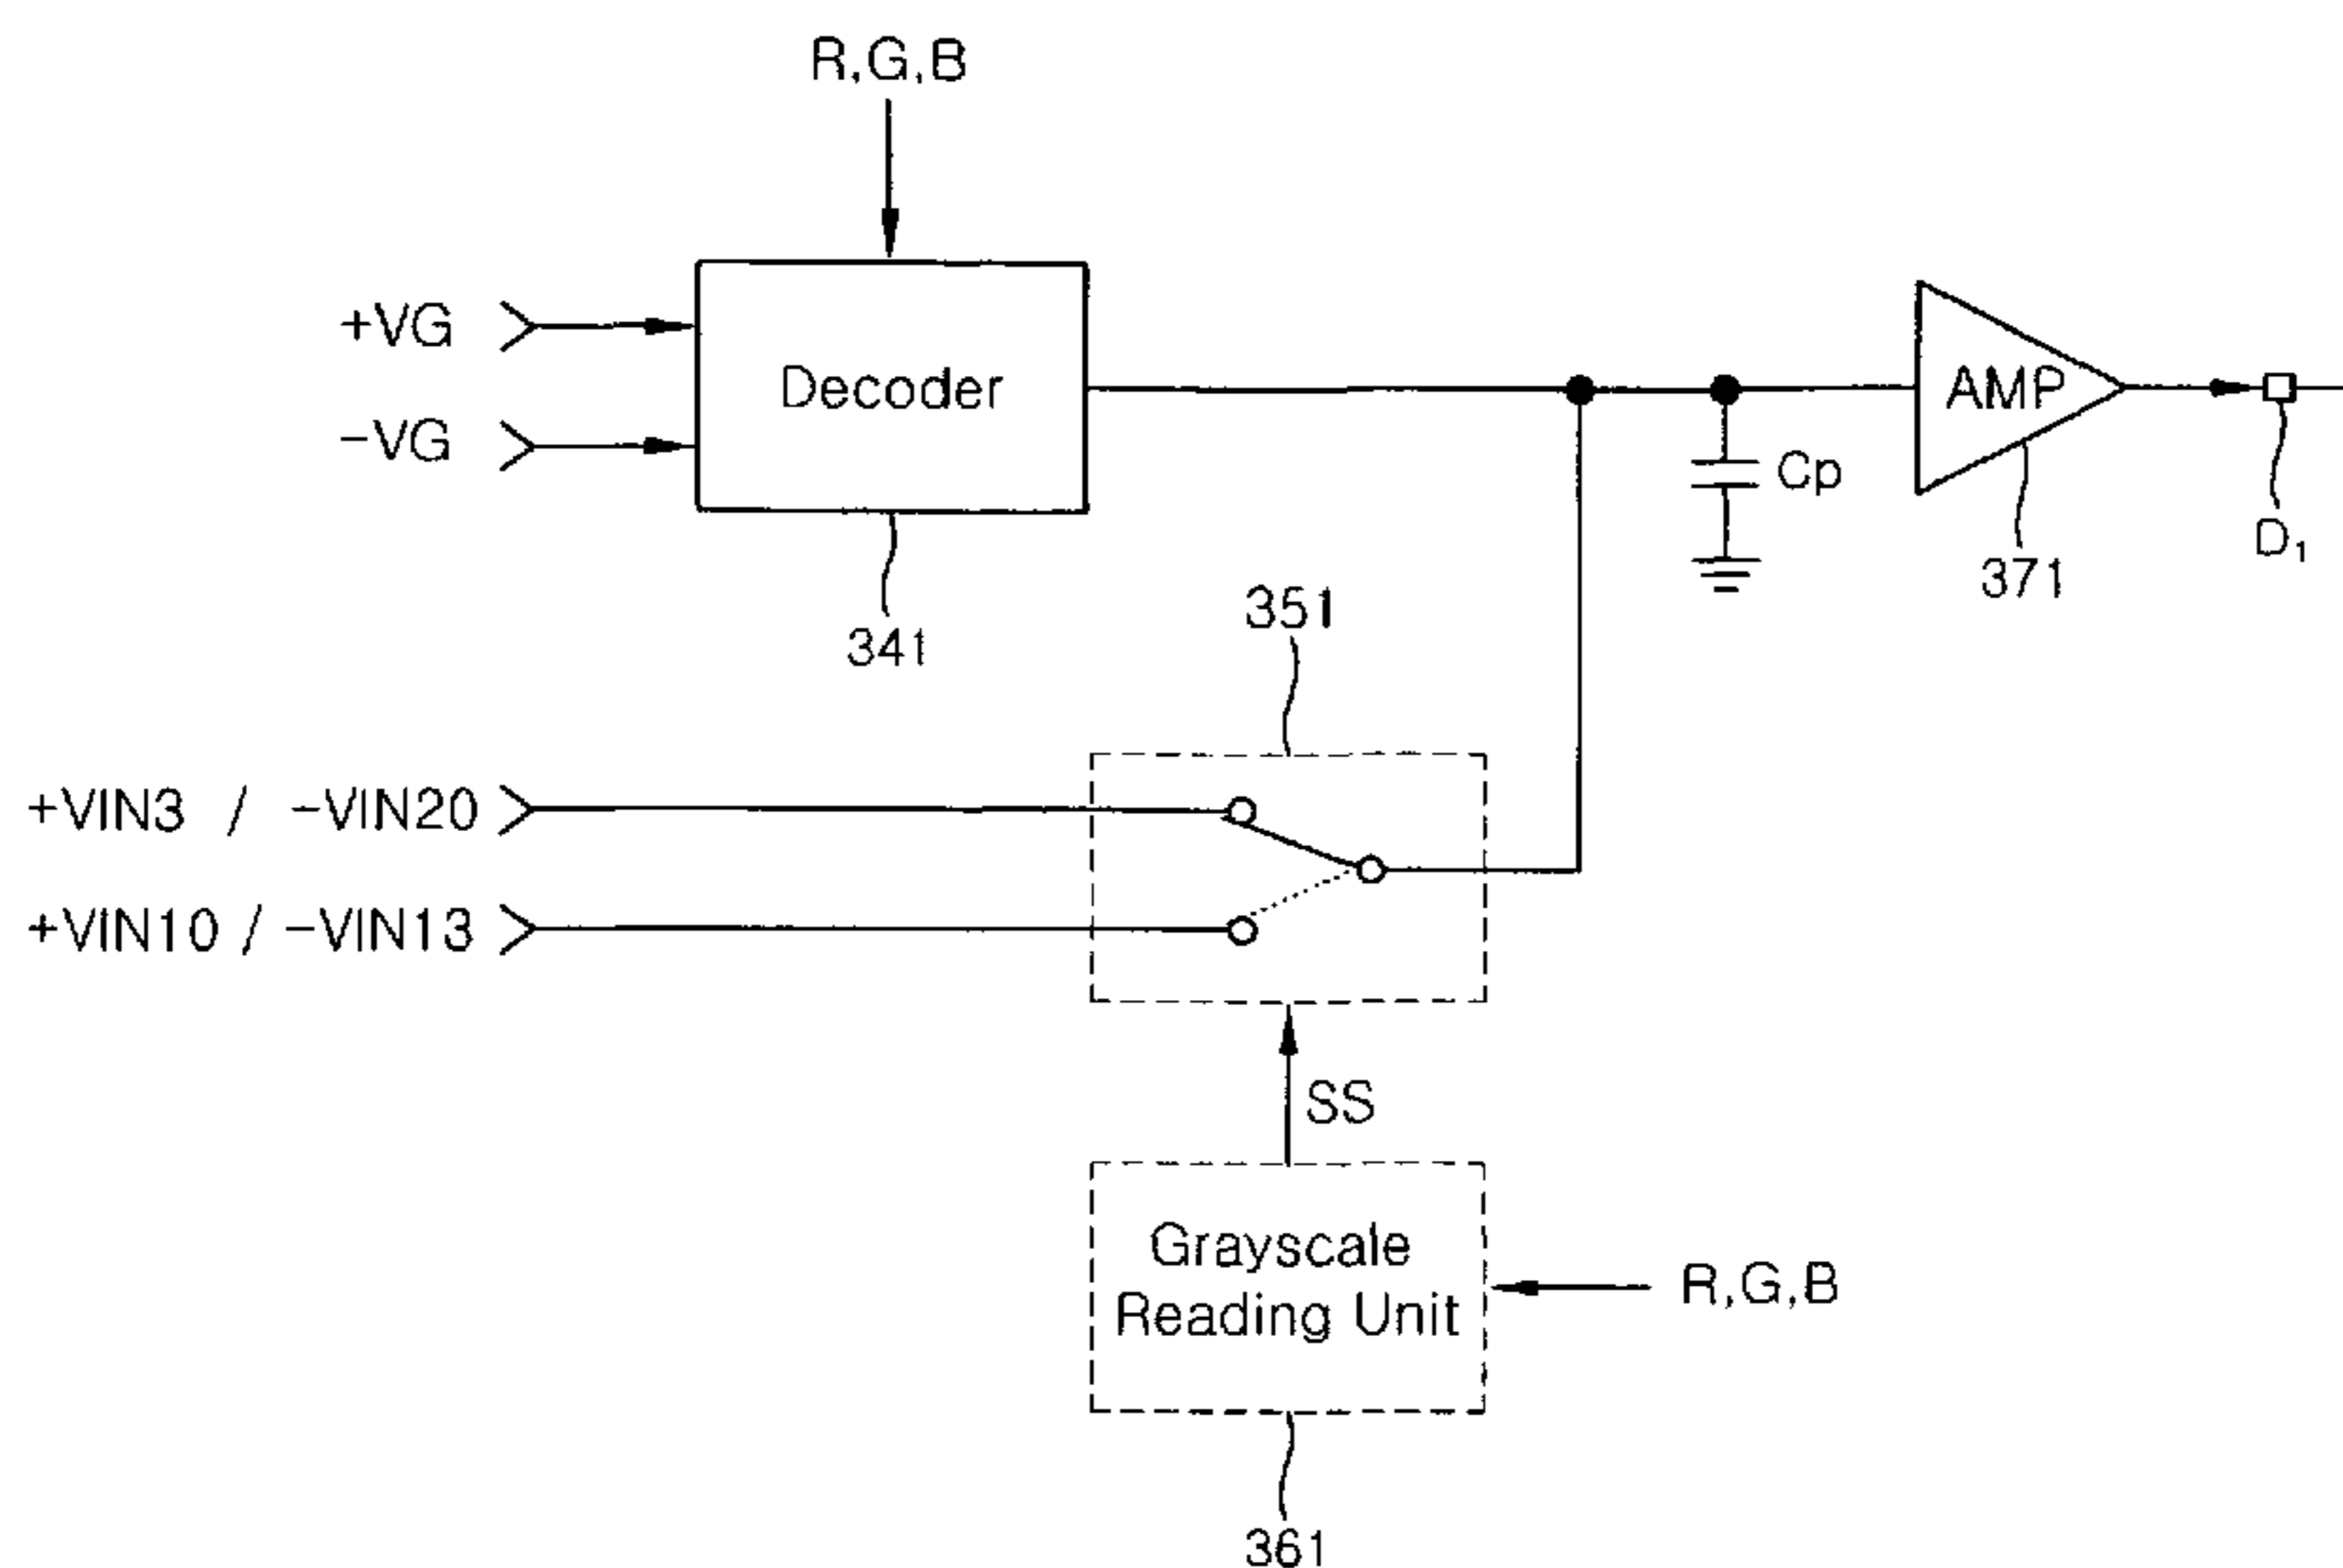 R,G,B
+VG
-VG
Decoder
AMP
Cp
D1
371
341
351
+VIN3 / -VIN20
+VIN10 / -VIN13
SS
Grayscale
Reading Unit
R,G,B
361